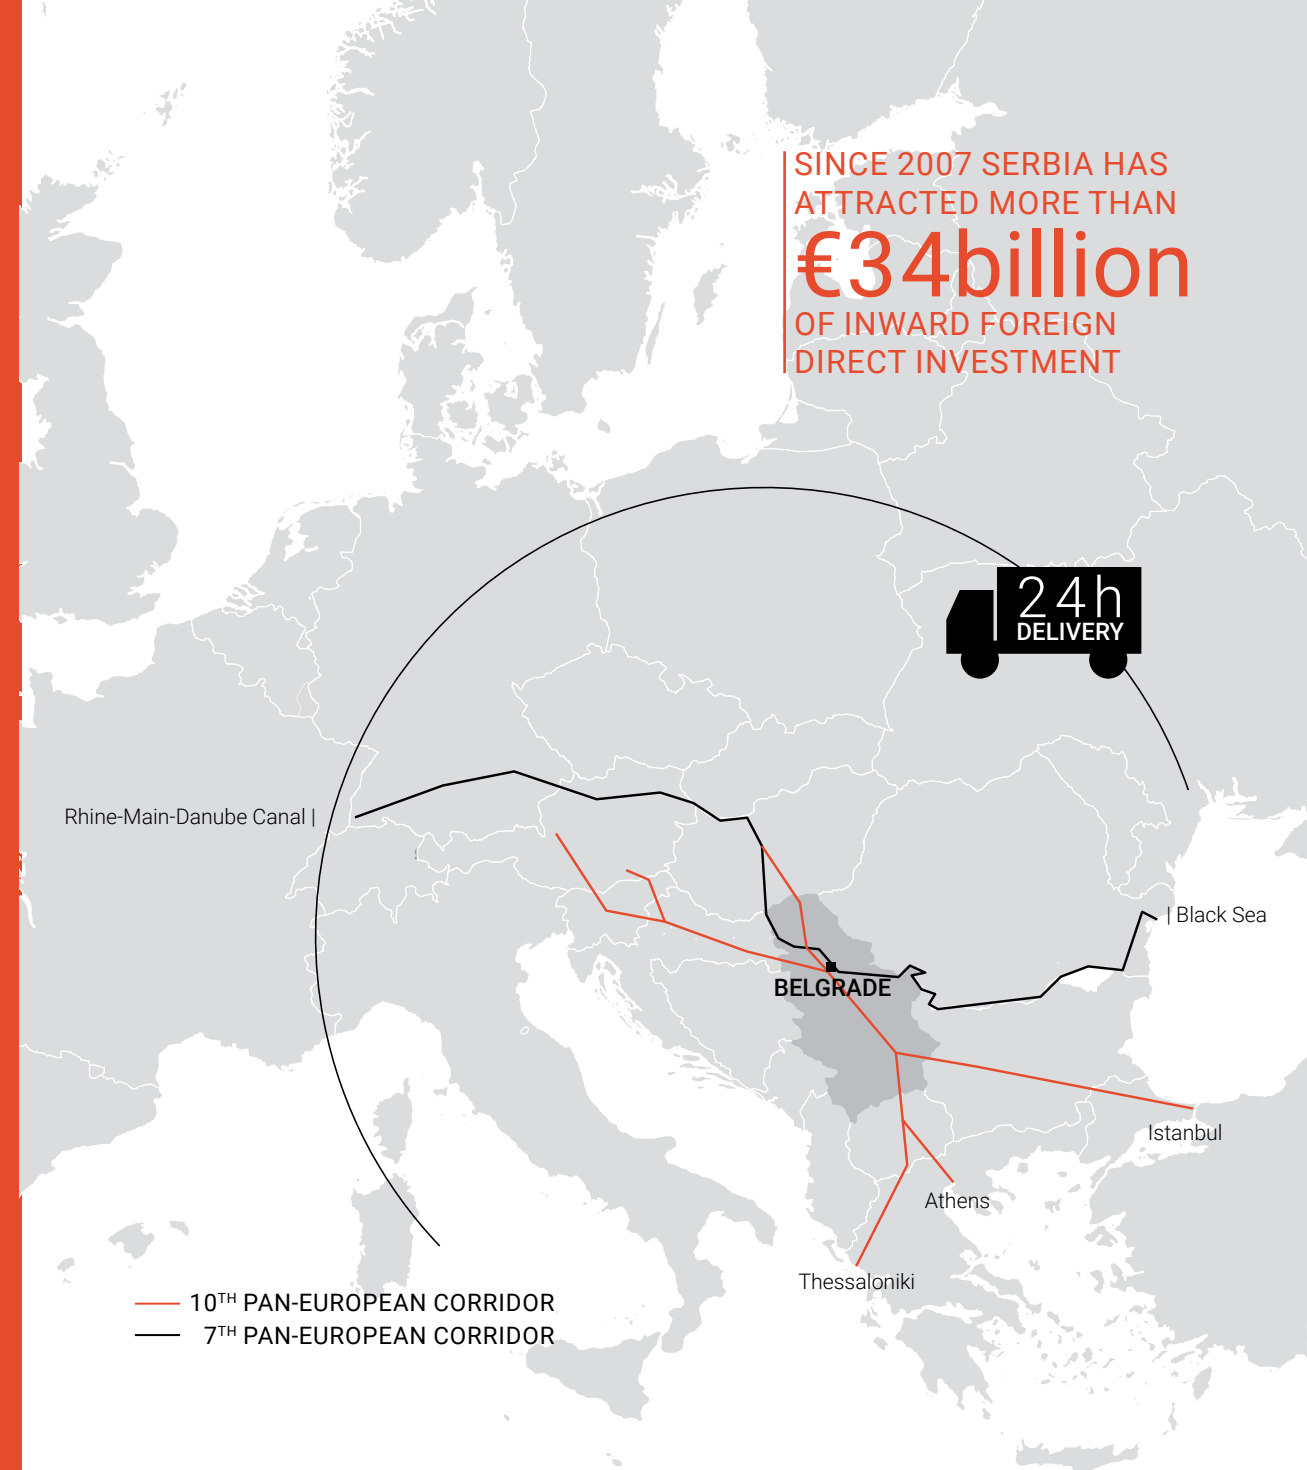 SINCE 2007 SERBIA HAS
ATTRACTED MORE THAN
€34billion
OF INWARD FOREIGN
DIRECT INVESTMENT
24h
DELIVERY
Rhine-Main-Danube Canal |
| Black Sea
BELGRADE
Istanbul
Athens
Thessaloniki
10TH PAN-EUROPEAN CORRIDOR
7TH PAN-EUROPEAN CORRIDOR